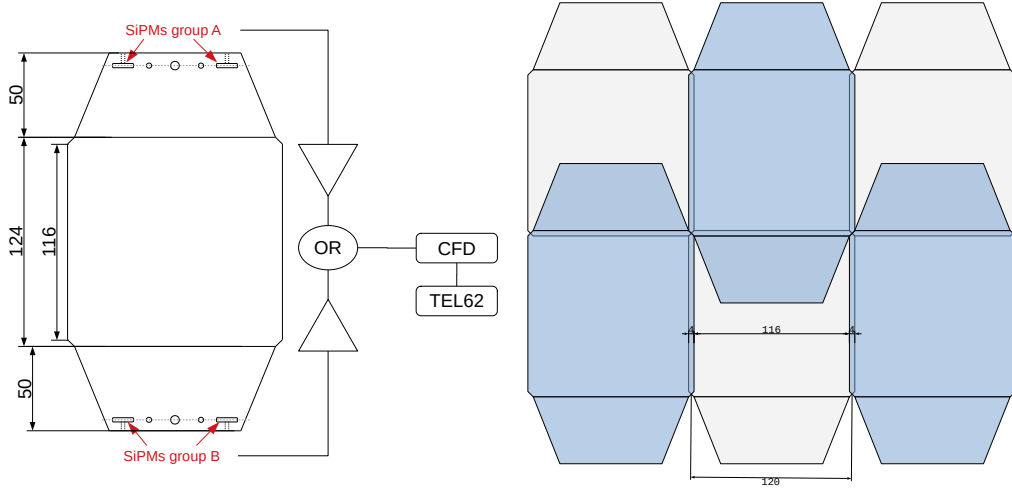 SiPMs group A
50
124
116
50
OR
CFD
TEL62
SiPMs group B
4
116
4
120